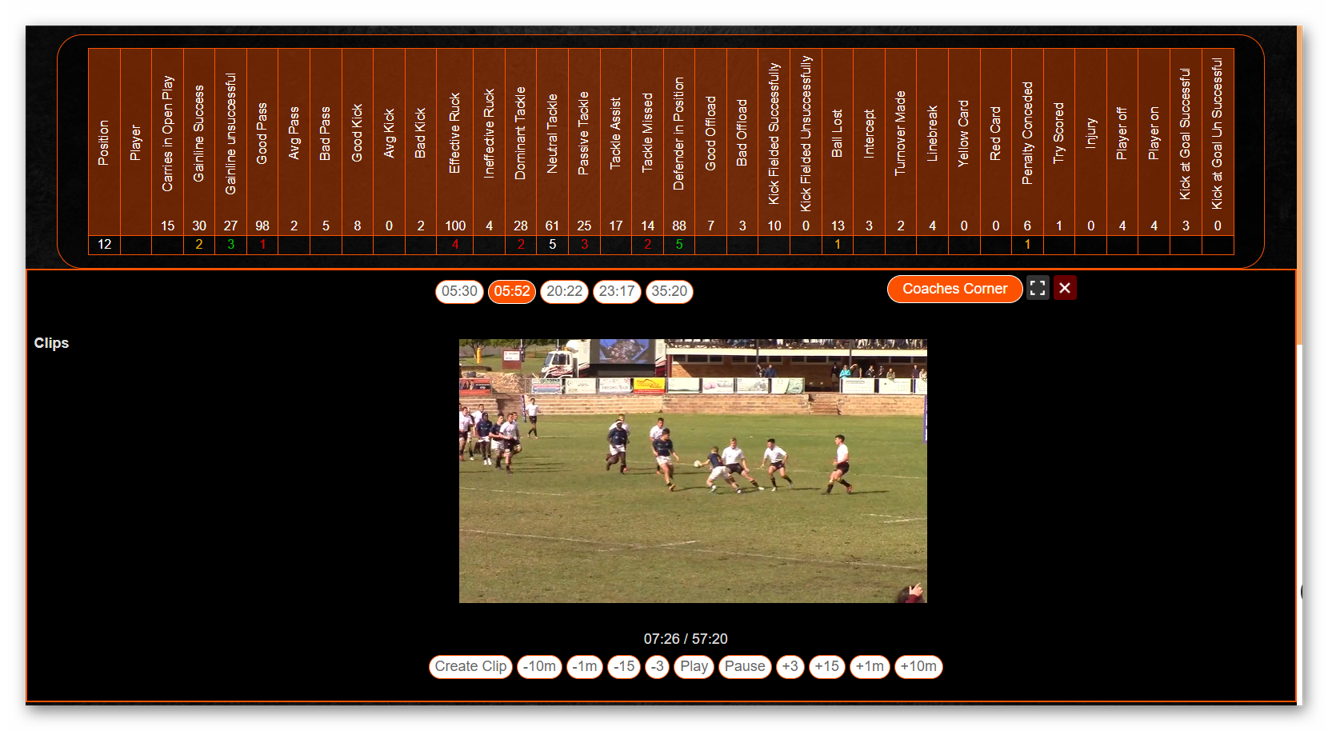 Position
Player
Carries in Open Play
Gainline Success
Gainline unsuccessful
Good Pass
Avg Pass
Bad Pass
Good Kick
Avg Kick
Bad Kick
Effective Ruck
Ineffective Ruck
Dominant Tackle
Neutral Tackle
Passive Tackle
Tackle Assist
Tackle Missed
Defender in Position
Good Offload
Bad Offload
Kick Fielded Successfully
Kick Fielded Unsuccessfully
Ball Lost
Intercept
Turnover Made
Linebreak
Yellow Card
Red Card
Penalty Conceded
Try Scored
Injury
Player off
Player on
Kick at Goal Successful
Kick at Goal Un Successful
15 30 27 98 2 5 8 0 2 100 4 28 61 25 17 14 88 7 3 10 0 13 3 2 4 0 0 6 1 0 4 4 3 0
12 2 3 1 4 2 5 3 2 5 1 1
05:30 05:52 20:22 23:17 35:20 Coaches Corner
Clips
07:26 / 57:20
Create Clip -10m -1m -15 -3 Play Pause +3 +15 +1m +10m